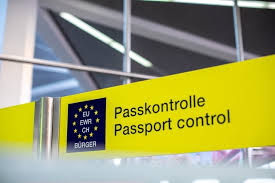 EU
EWR
CH
BÜRGER
Passkontrolle
Passport control